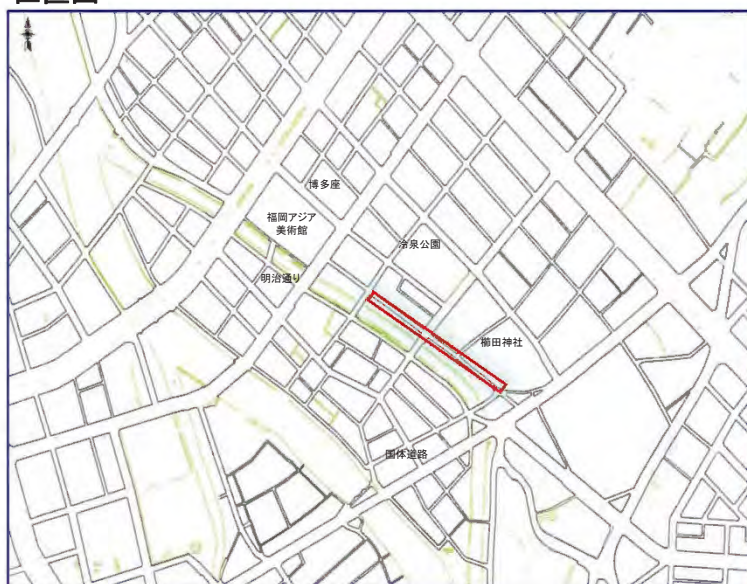 位置図
博多座
福岡アジア
美術館
冷泉公園
明治通り
櫛田神社
国体道路